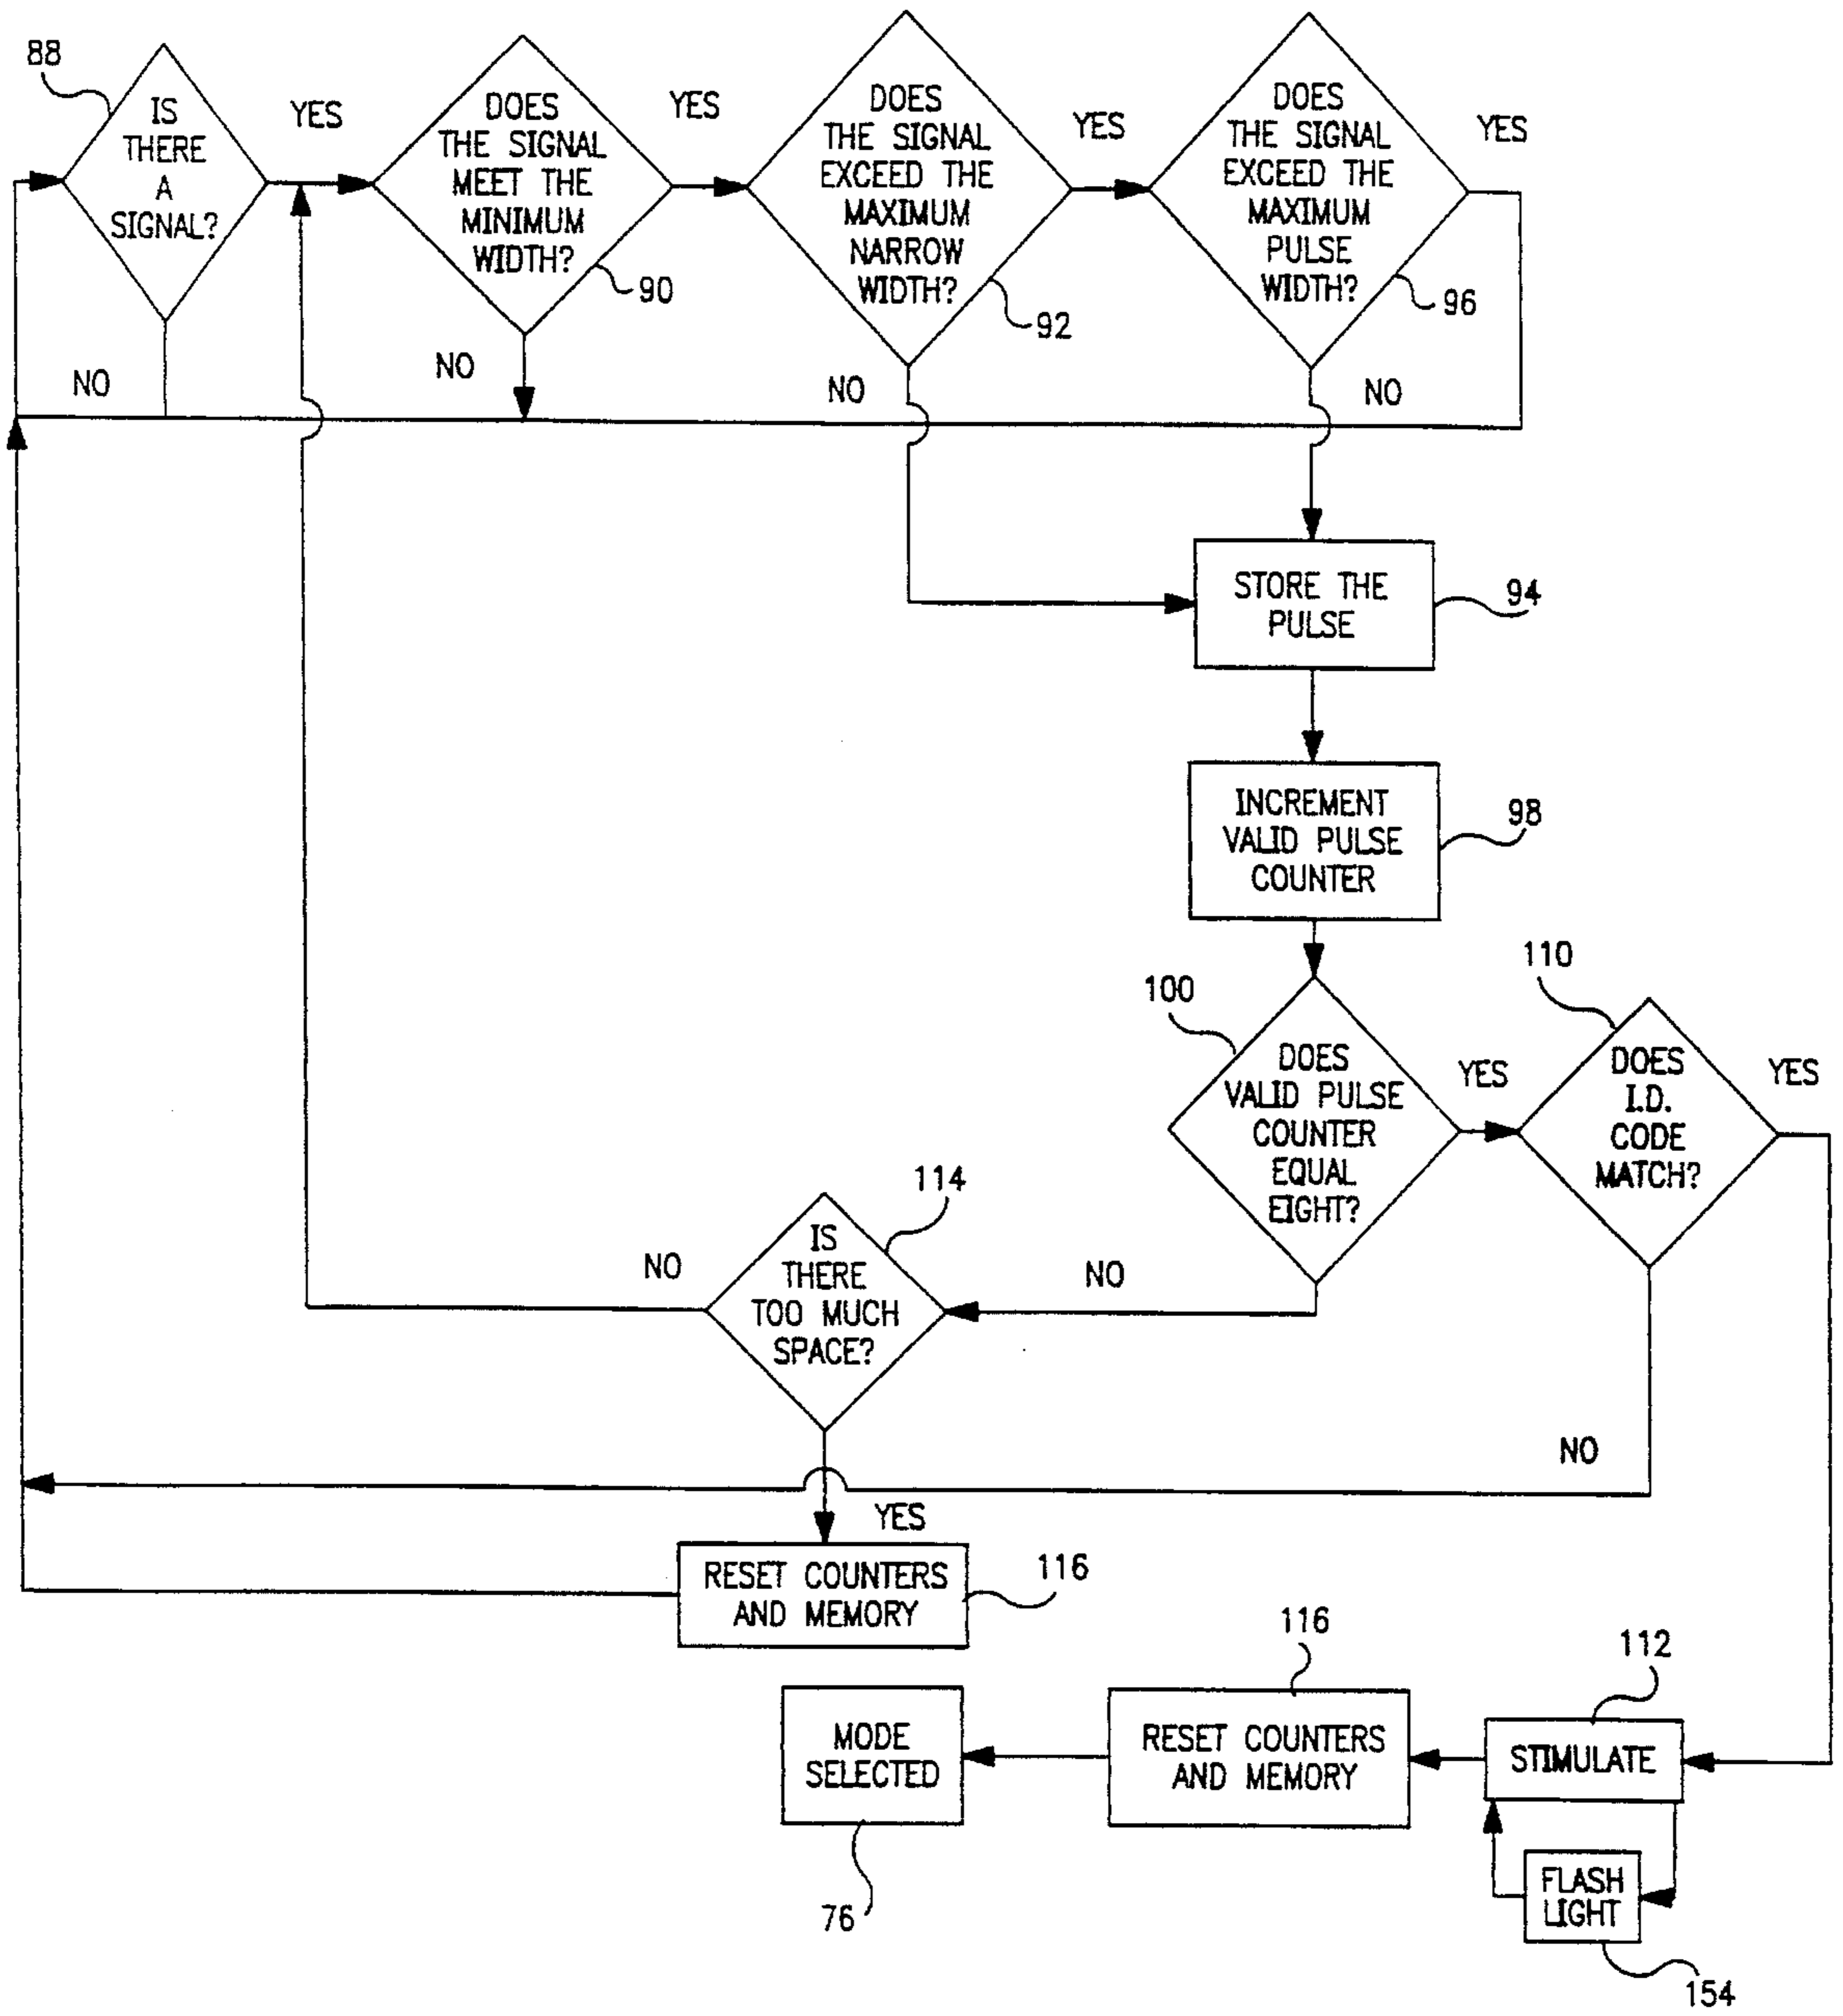 88
IS
THERE
A
SIGNAL?
YES
NO
DOES
THE SIGNAL
MEET THE
MINIMUM
WIDTH?
90
YES
NO
DOES
THE SIGNAL
EXCEED THE
MAXIMUM
NARROW
WIDTH?
92
YES
NO
DOES
THE SIGNAL
EXCEED THE
MAXIMUM
PULSE
WIDTH?
96
YES
NO
STORE THE
PULSE
94
INCREMENT
VALID PULSE
COUNTER
98
100
DOES
VALID PULSE
COUNTER
EQUAL
EIGHT?
YES
NO
110
DOES
I.D.
CODE
MATCH?
YES
NO
114
IS
THERE
TOO MUCH
SPACE?
NO
YES
RESET COUNTERS
AND MEMORY
116
112
STIMULATE
FLASH
LIGHT
154
116
RESET COUNTERS
AND MEMORY
MODE
SELECTED
76